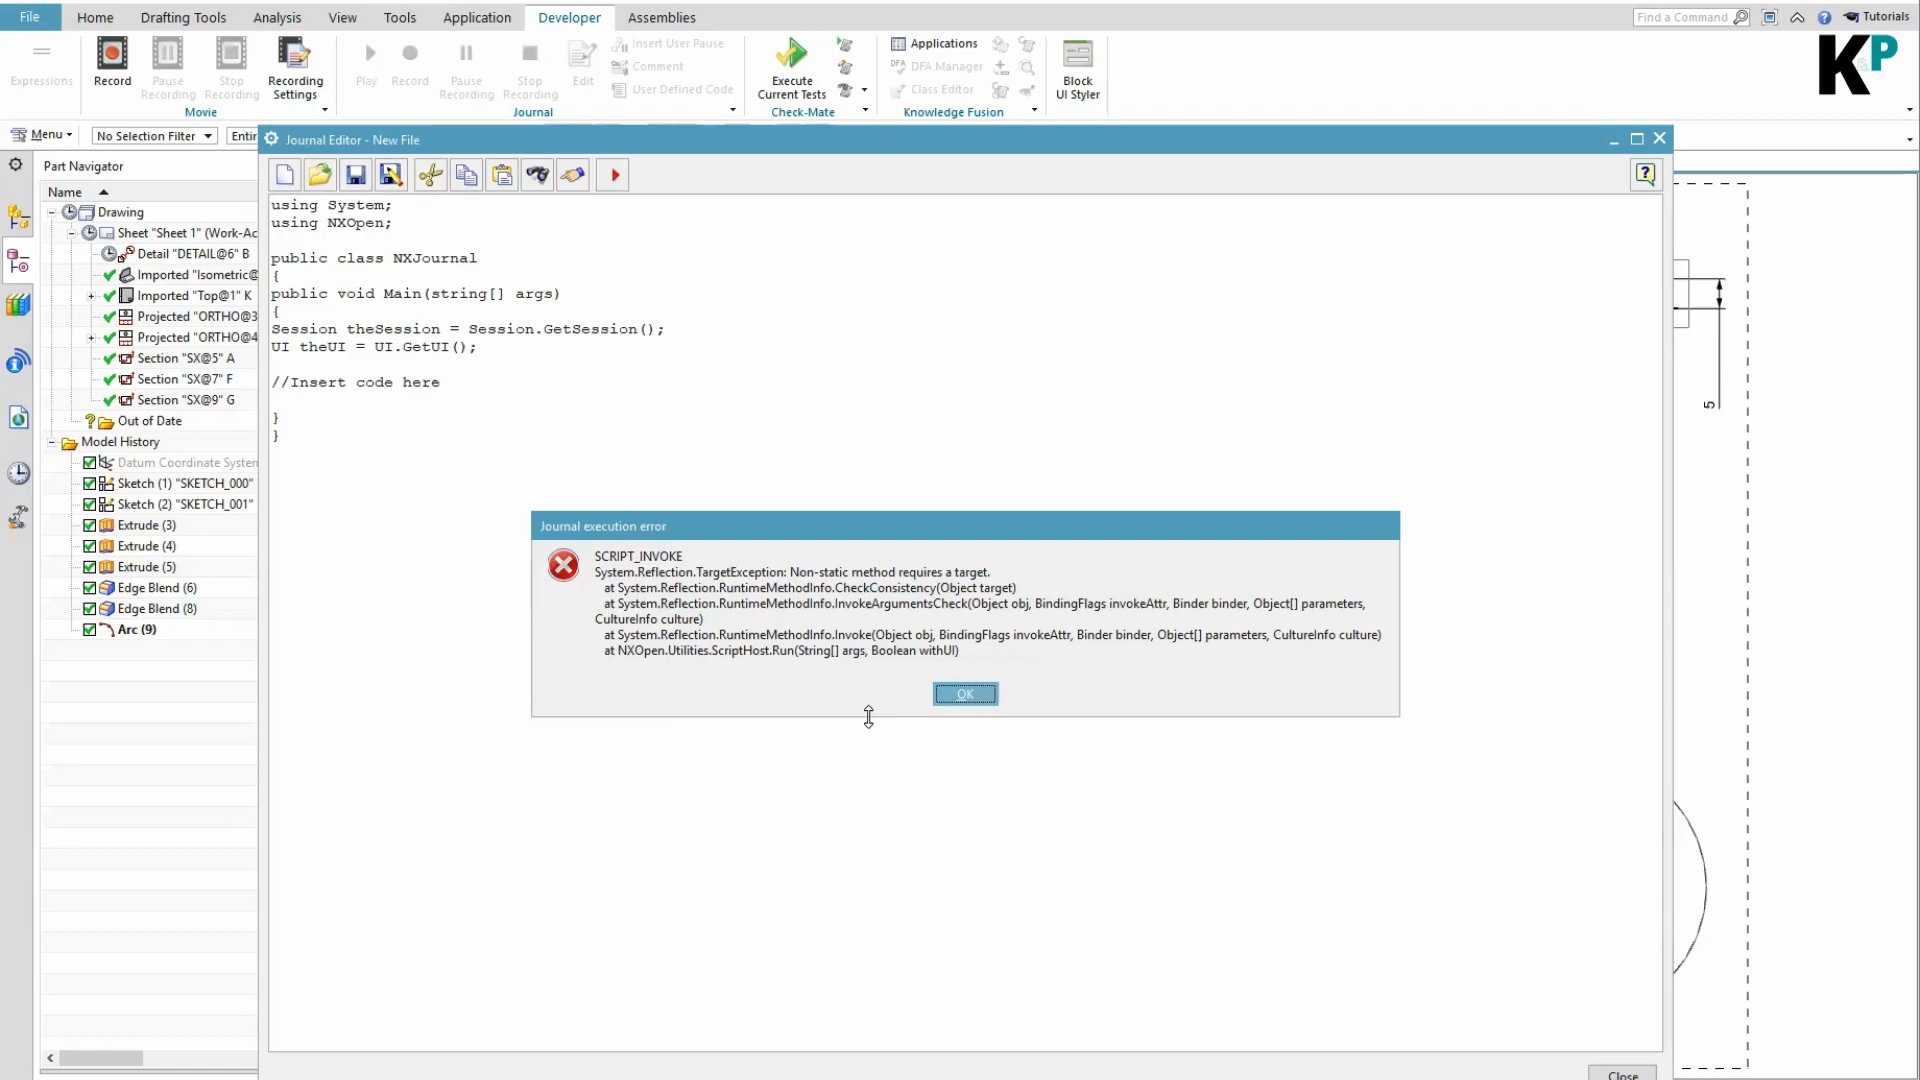 File
Home
Drafting Tools
Analysis
View
Tools
Application
Developer
Assemblies
Find a Command
Tutorials
Expressions
Record
Pause
Recording
Stop
Recording
Recording
Settings
Movie
Play
Record
Pause
Recording
Stop
Recording
Edit
Insert User Pause
Comment
User Defined Code
Journal
Execute
Current Tests
Check-Mate
Applications
DFA Manager
Class Editor
Knowledge Fusion
Block
UI Styler
K&P
Menu
No Selection Filter
Entir
Journal Editor - New File
Part Navigator
Name
Drawing
Sheet "Sheet 1" (Work-Ac
Detail "DETAIL@6" B
Imported "Isometric@
Imported "Top@1" K
Projected "ORTHO@3
Projected "ORTHO@4
Section "SX@5" A
Section "SX@7" F
Section "SX@9" G
Out of Date
Model History
Datum Coordinate System
Sketch (1) "SKETCH_000"
Sketch (2) "SKETCH_001"
Extrude (3)
Extrude (4)
Extrude (5)
Edge Blend (6)
Edge Blend (8)
Arc (9)
using System;
using NXOpen;
public class NXJournal
{
public void Main(string[] args)
{
Session theSession = Session.GetSession();
UI theUI = UI.GetUI();
//Insert code here
}
}
Journal execution error
SCRIPT_INVOKE
System.Reflection.TargetException: Non-static method requires a target.
at System.Reflection.RuntimeMethodInfo.CheckConsistency(Object target)
at System.Reflection.RuntimeMethodInfo.InvokeArgumentsCheck(Object obj, BindingFlags invokeAttr, Binder binder, Object[] parameters,
CultureInfo culture)
at System.Reflection.RuntimeMethodInfo.Invoke(Object obj, BindingFlags invokeAttr, Binder binder, Object[] parameters, CultureInfo culture)
at NXOpen.Utilities.ScriptHost.Run(String[] args, Boolean withUI)
OK
5
Close